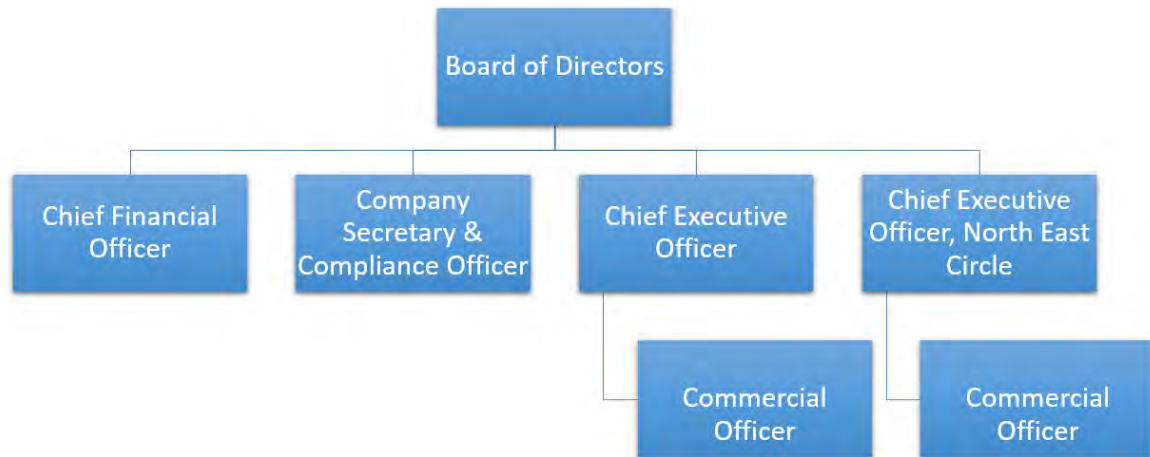 Board of Directors
Chief Financial
Officer
Company
Secretary &
Compliance Officer
Chief Executive
Officer
Chief Executive
Officer, North East
Circle
Commercial
Officer
Commercial
Officer